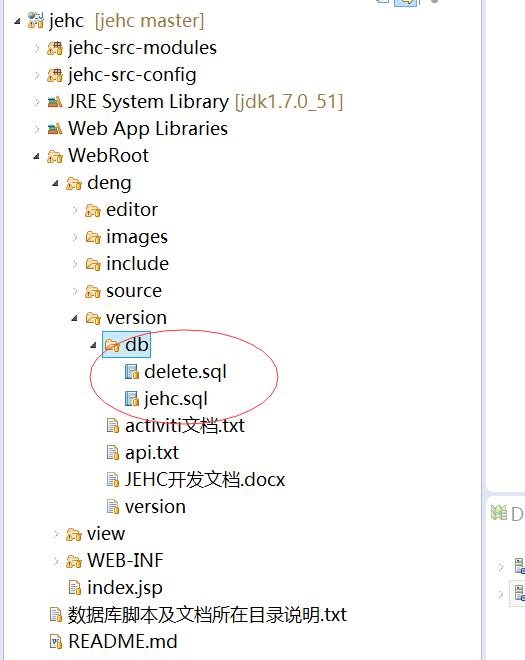 jehc [jehc master]
jehc-src-modules
jehc-src-config
JRE System Library [jdk1.7.0_51]
Web App Libraries
WebRoot
deng
editor
images
include
source
version
db
delete.sql
jehc.sql
activiti文档.txt
api.txt
JEHC开发文档.docx
version
view
WEB-INF
index.jsp
数据库脚本及文档所在目录说明.txt
README.md
D